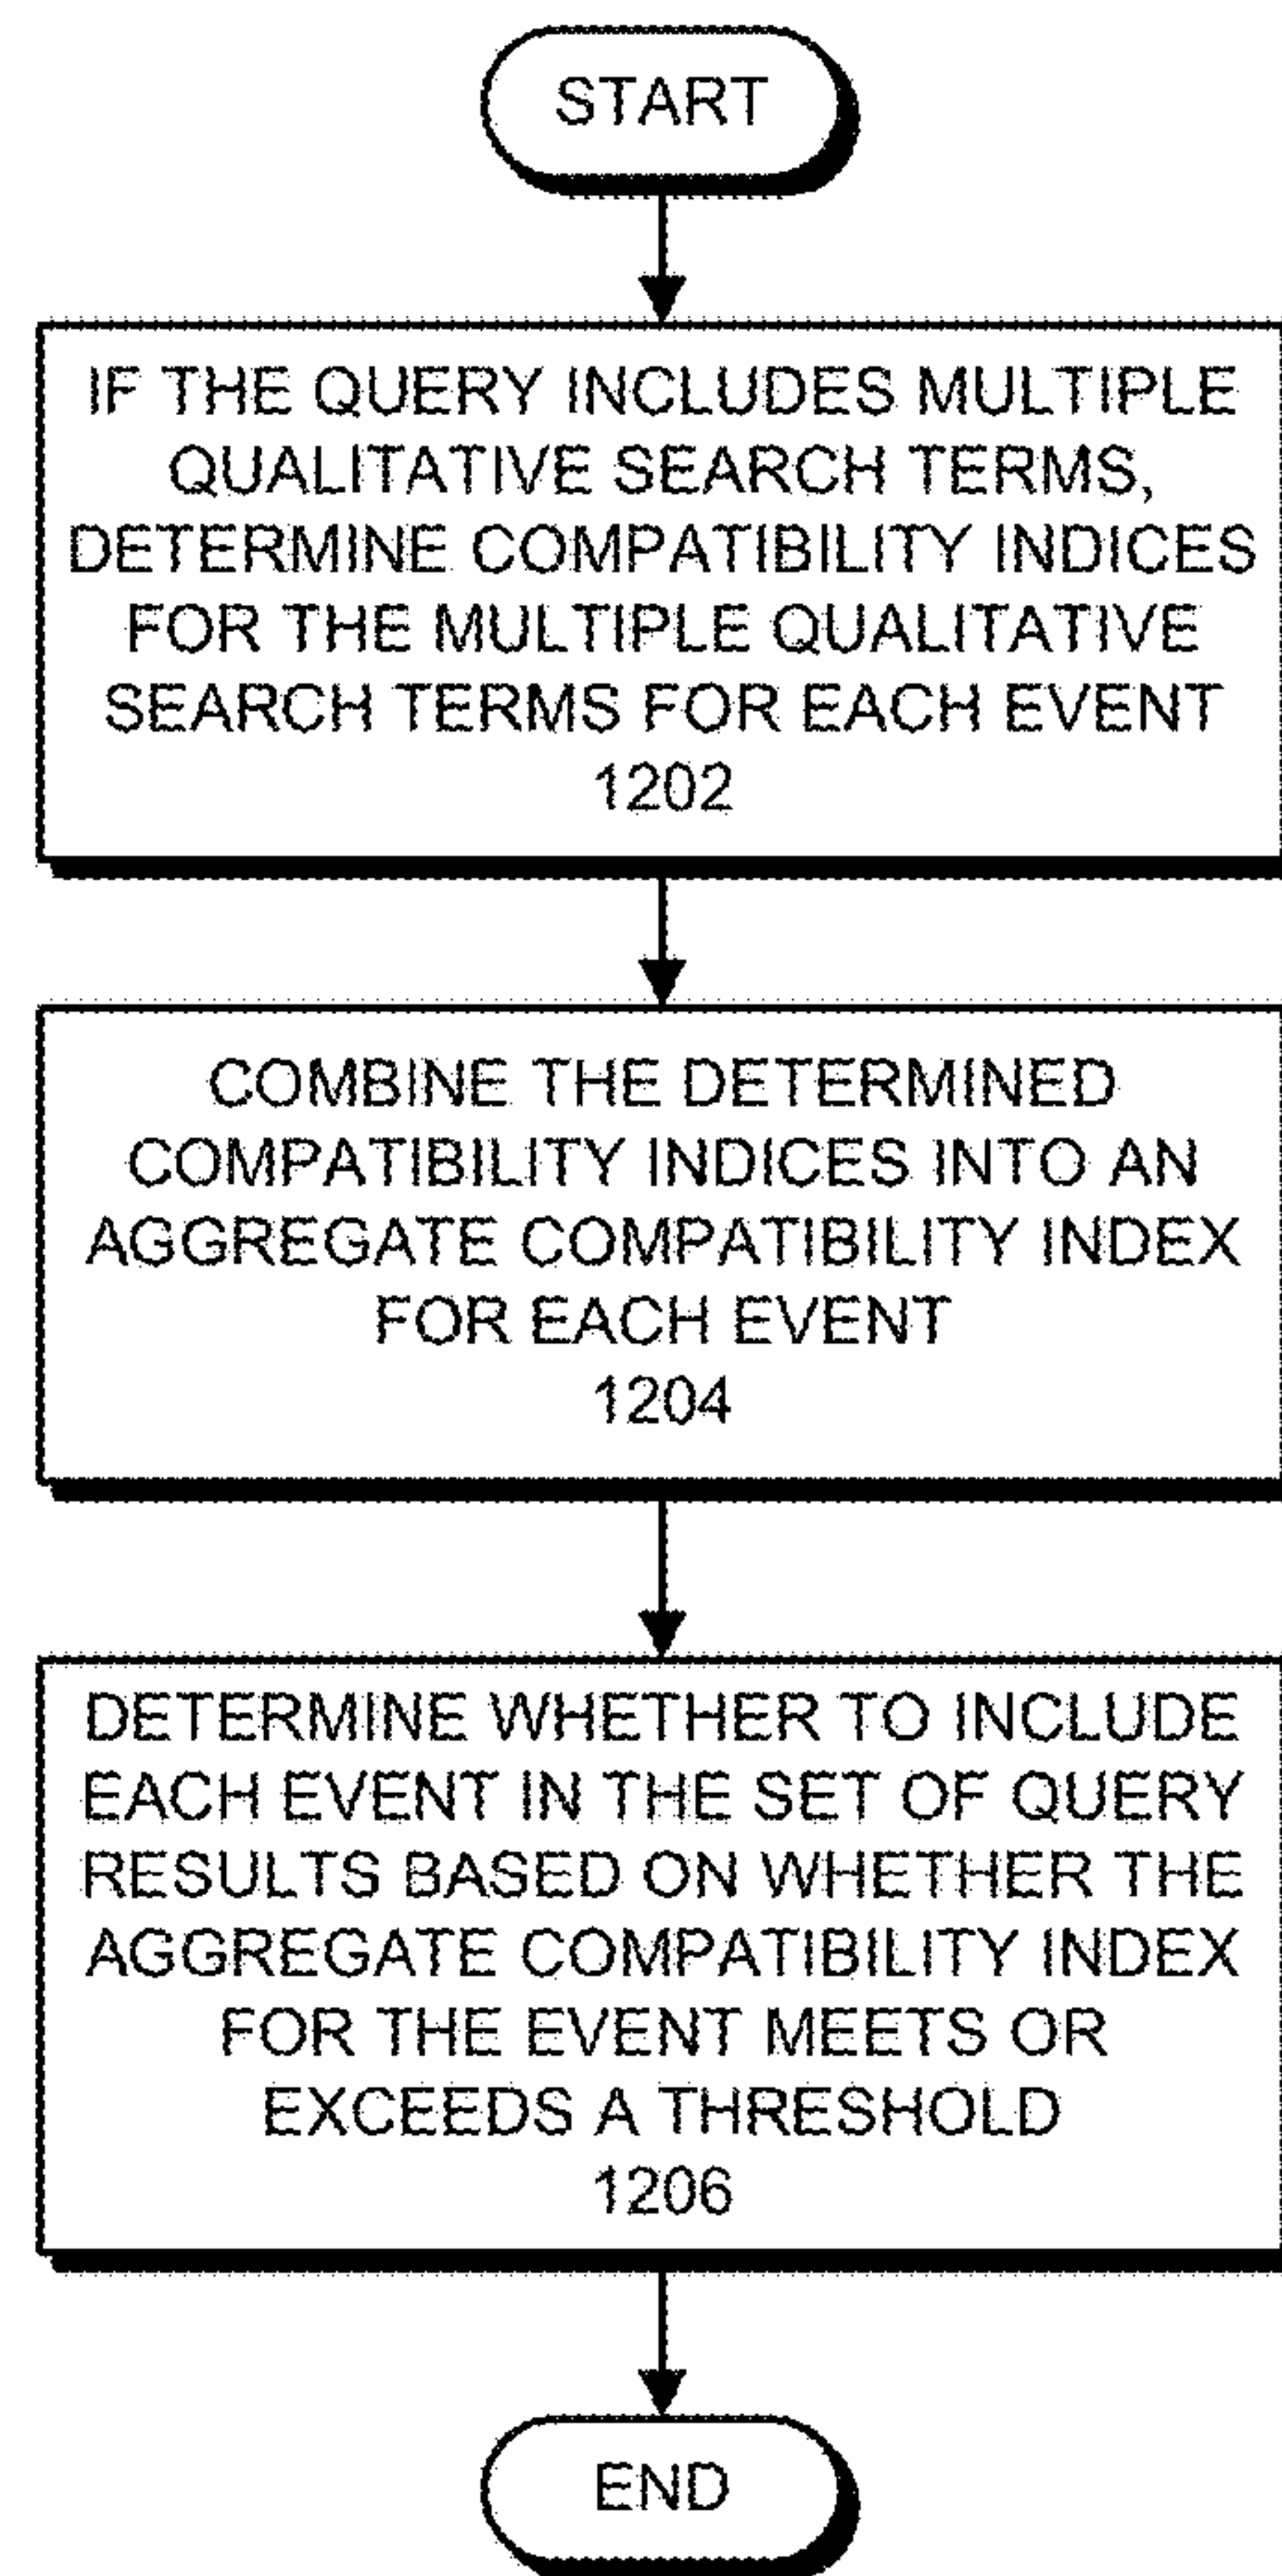 START
IF THE QUERY INCLUDES MULTIPLE
QUALITATIVE SEARCH TERMS,
DETERMINE COMPATIBILITY INDICES
FOR THE MULTIPLE QUALITATIVE
SEARCH TERMS FOR EACH EVENT
1202
COMBINE THE DETERMINED
COMPATIBILITY INDICES INTO AN
AGGREGATE COMPATIBILITY INDEX
FOR EACH EVENT
1204
DETERMINE WHETHER TO INCLUDE
EACH EVENT IN THE SET OF QUERY
RESULTS BASED ON WHETHER THE
AGGREGATE COMPATIBILITY INDEX
FOR THE EVENT MEETS OR
EXCEEDS A THRESHOLD
1206
END